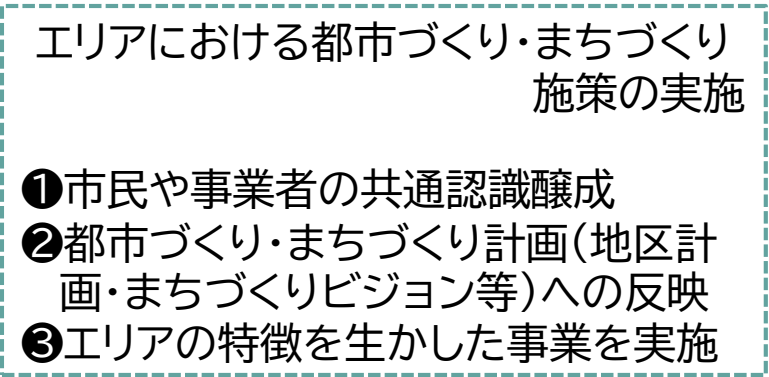 エリアにおける都市づくり・まちづくり
施策の実施
❶市民や事業者の共通認識醸成
❷都市づくり・まちづくり計画(地区計
画・まちづくりビジョン等)への反映
❸エリアの特徴を生かした事業を実施